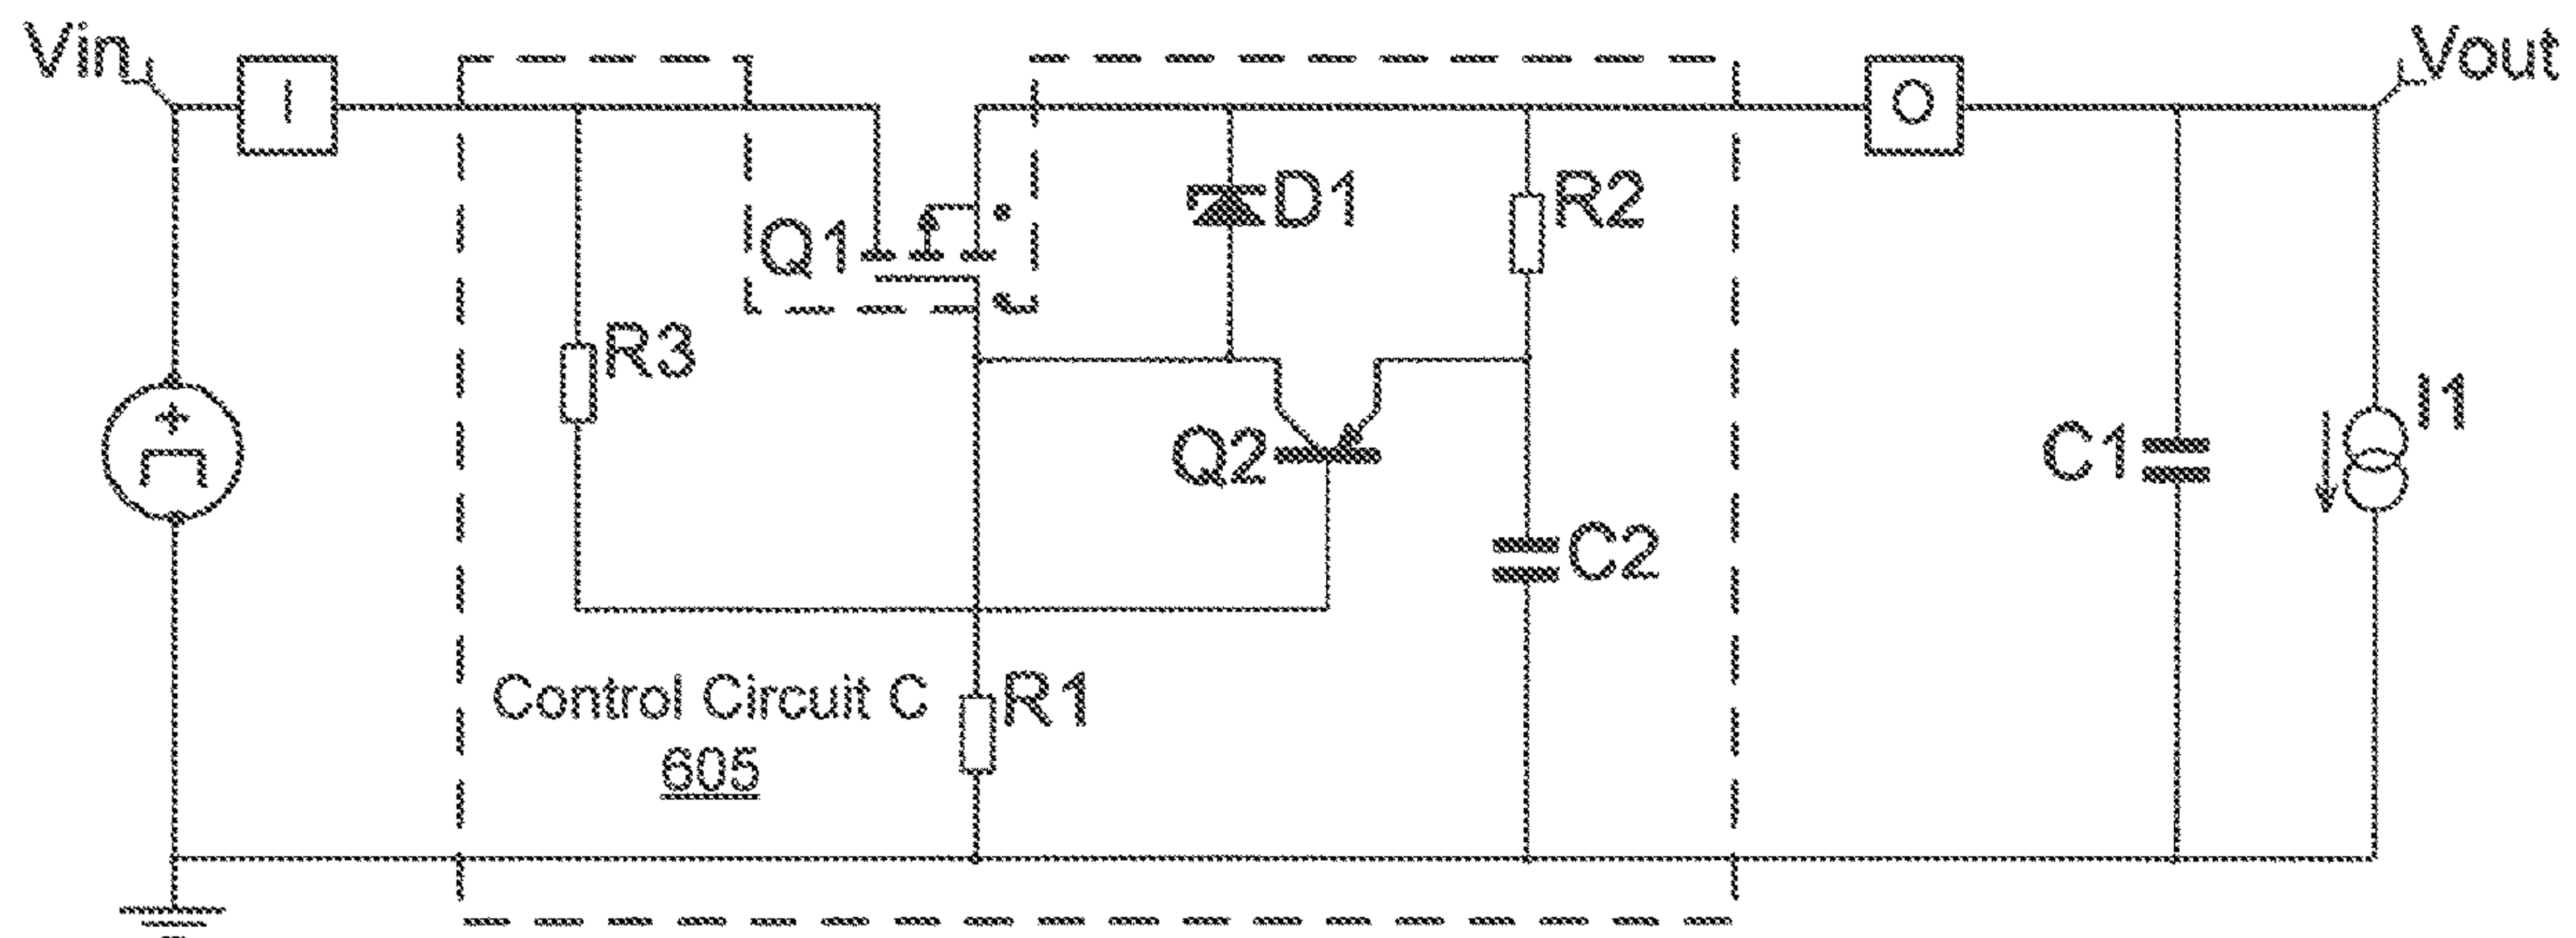 Vin
I
O
Vout
Q1
D1
R2
R3
Q2
C1
I1
C2
Control Circuit C
605
R1